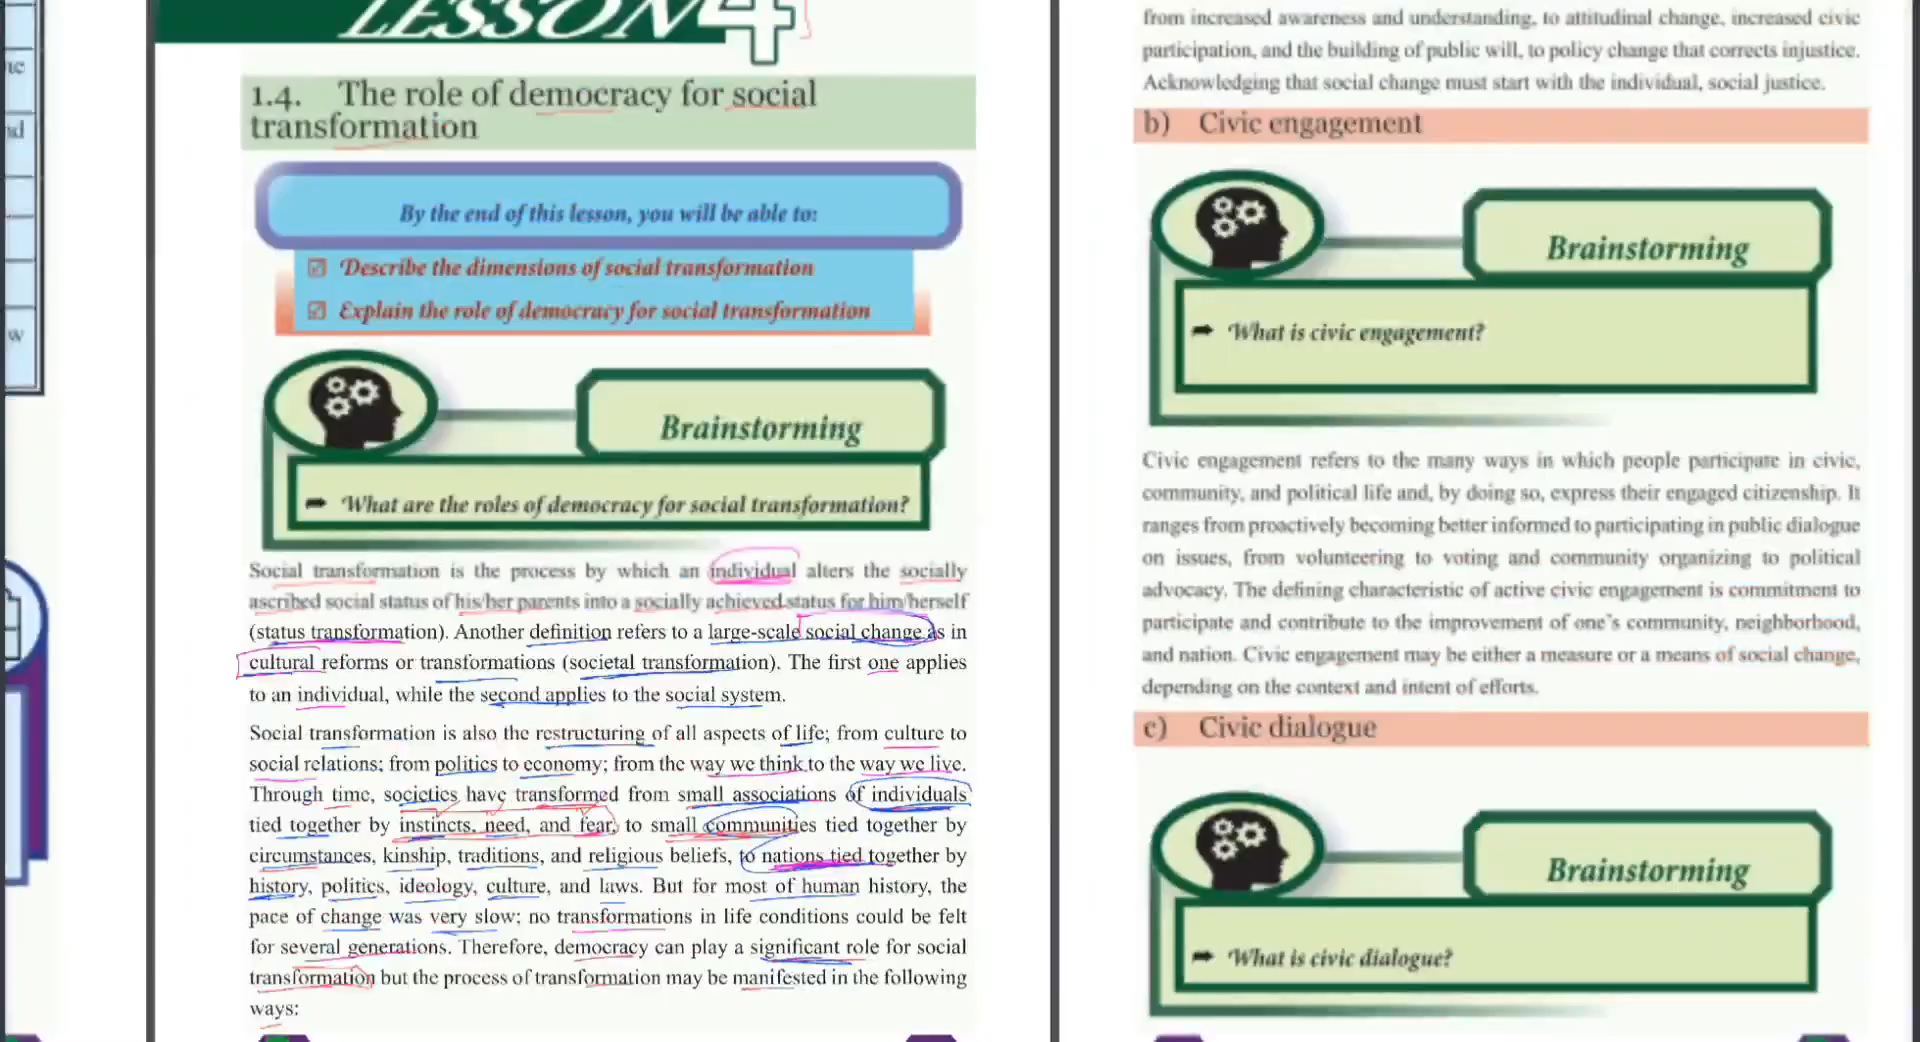 nd
w
LESSON 4
1.4. The role of democracy for social
transformation
By the end of this lesson, you will be able to:
☑ Describe the dimensions of social transformation
☑ Explain the role of democracy for social transformation
Brainstorming
➡ What are the roles of democracy for social transformation?
Social transformation is the process by which an individual alters the socially
ascribed social status of his/her parents into a socially achieved status for him/herself
(status transformation). Another definition refers to a large-scale social change as in
cultural reforms or transformations (societal transformation). The first one applies
to an individual, while the second applies to the social system.
Social transformation is also the restructuring of all aspects of life; from culture to
social relations; from politics to economy; from the way we think to the way we live.
Through time, societies have transformed from small associations of individuals
tied together by instincts, need, and fear, to small communities tied together by
circumstances, kinship, traditions, and religious beliefs, to nations tied together by
history, politics, ideology, culture, and laws. But for most of human history, the
pace of change was very slow; no transformations in life conditions could be felt
for several generations. Therefore, democracy can play a significant role for social
transformation but the process of transformation may be manifested in the following
ways:
from increased awareness and understanding, to attitudinal change, increased civic
participation, and the building of public will, to policy change that corrects injustice.
Acknowledging that social change must start with the individual, social justice.
b) Civic engagement
Brainstorming
➡ What is civic engagement?
Civic engagement refers to the many ways in which people participate in civic,
community, and political life and, by doing so, express their engaged citizenship. It
ranges from proactively becoming better informed to participating in public dialogue
on issues, from volunteering to voting and community organizing to political
advocacy. The defining characteristic of active civic engagement is commitment to
participate and contribute to the improvement of one's community, neighborhood,
and nation. Civic engagement may be either a measure or a means of social change,
depending on the context and intent of efforts.
c) Civic dialogue
Brainstorming
➡ What is civic dialogue?